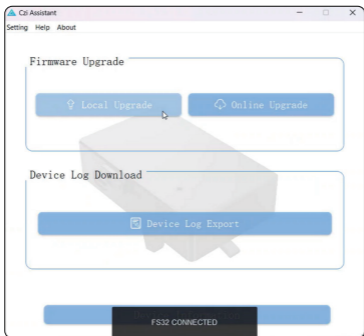 Czi Assistant
Setting Help About
Firmware Upgrade
Local Upgrade
Online Upgrade
Device Log Download
Device Log Export
FS32 CONNECTED